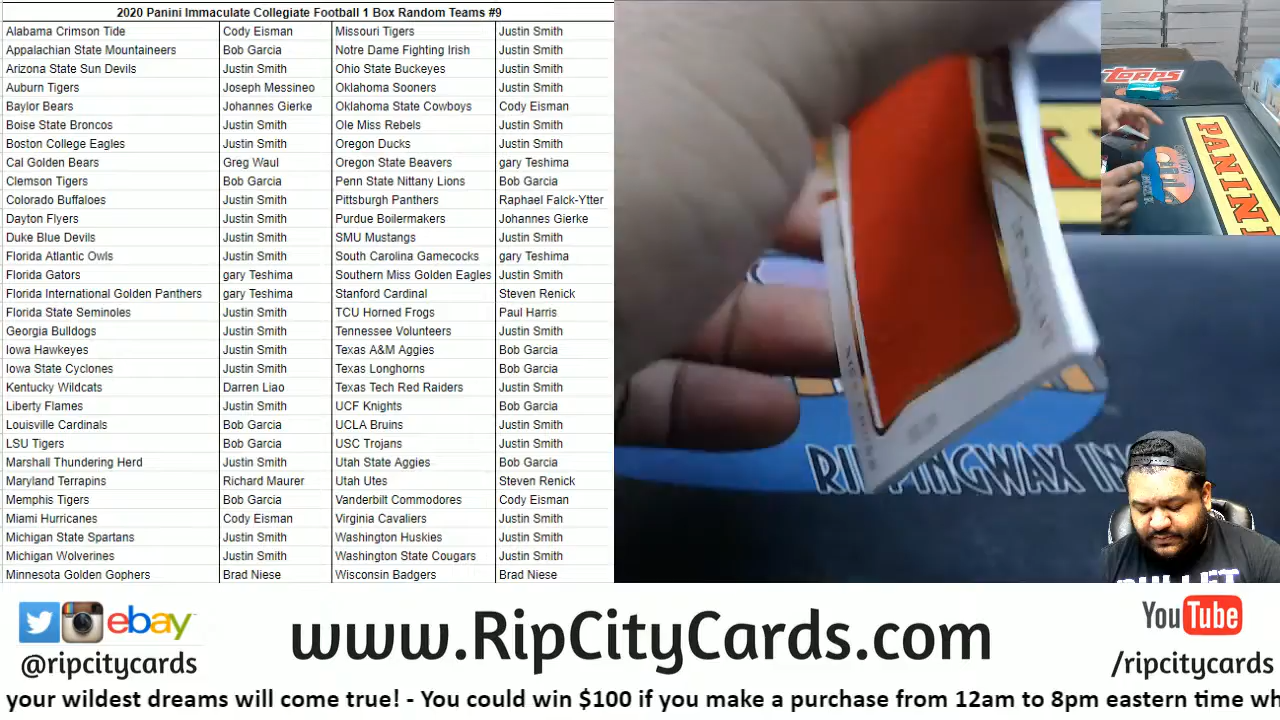 2020 Panini Immaculate Collegiate Football 1 Box Random Teams #9
Alabama Crimson Tide Cody Eisman Missouri Tigers Justin Smith
Appalachian State Mountaineers Bob Garcia Notre Dame Fighting Irish Justin Smith
Arizona State Sun Devils Justin Smith Ohio State Buckeyes Justin Smith
Auburn Tigers Joseph Messineo Oklahoma Sooners Justin Smith
Baylor Bears Johannes Gierke Oklahoma State Cowboys Cody Eisman
Boise State Broncos Justin Smith Ole Miss Rebels Justin Smith
Boston College Eagles Justin Smith Oregon Ducks Justin Smith
Cal Golden Bears Greg Waul Oregon State Beavers gary Teshima
Clemson Tigers Bob Garcia Penn State Nittany Lions Bob Garcia
Colorado Buffaloes Justin Smith Pittsburgh Panthers Raphael Falck-Ytter
Dayton Flyers Justin Smith Purdue Boilermakers Johannes Gierke
Duke Blue Devils Justin Smith SMU Mustangs Justin Smith
Florida Atlantic Owls Justin Smith South Carolina Gamecocks gary Teshima
Florida Gators gary Teshima Southern Miss Golden Eagles Justin Smith
Florida International Golden Panthers gary Teshima Stanford Cardinal Steven Renick
Florida State Seminoles Justin Smith TCU Horned Frogs Paul Harris
Georgia Bulldogs Justin Smith Tennessee Volunteers Justin Smith
Iowa Hawkeyes Justin Smith Texas A&M Aggies Bob Garcia
Iowa State Cyclones Justin Smith Texas Longhorns Bob Garcia
Kentucky Wildcats Darren Liao Texas Tech Red Raiders Justin Smith
Liberty Flames Justin Smith UCF Knights Bob Garcia
Louisville Cardinals Bob Garcia UCLA Bruins Justin Smith
LSU Tigers Bob Garcia USC Trojans Justin Smith
Marshall Thundering Herd Justin Smith Utah State Aggies Bob Garcia
Maryland Terrapins Richard Maurer Utah Utes Steven Renick
Memphis Tigers Bob Garcia Vanderbilt Commodores Cody Eisman
Miami Hurricanes Cody Eisman Virginia Cavaliers Justin Smith
Michigan State Spartans Justin Smith Washington Huskies Justin Smith
Michigan Wolverines Justin Smith Washington State Cougars Justin Smith
Minnesota Golden Gophers Brad Niese Wisconsin Badgers Brad Niese
TOPPS
PANINI
RIPPINGWAX IN
BULLET
ebay
@ripcitycards
www.RipCityCards.com
YouTube
/ripcitycards
your wildest dreams will come true! - You could win $100 if you make a purchase from 12am to 8pm eastern time wh